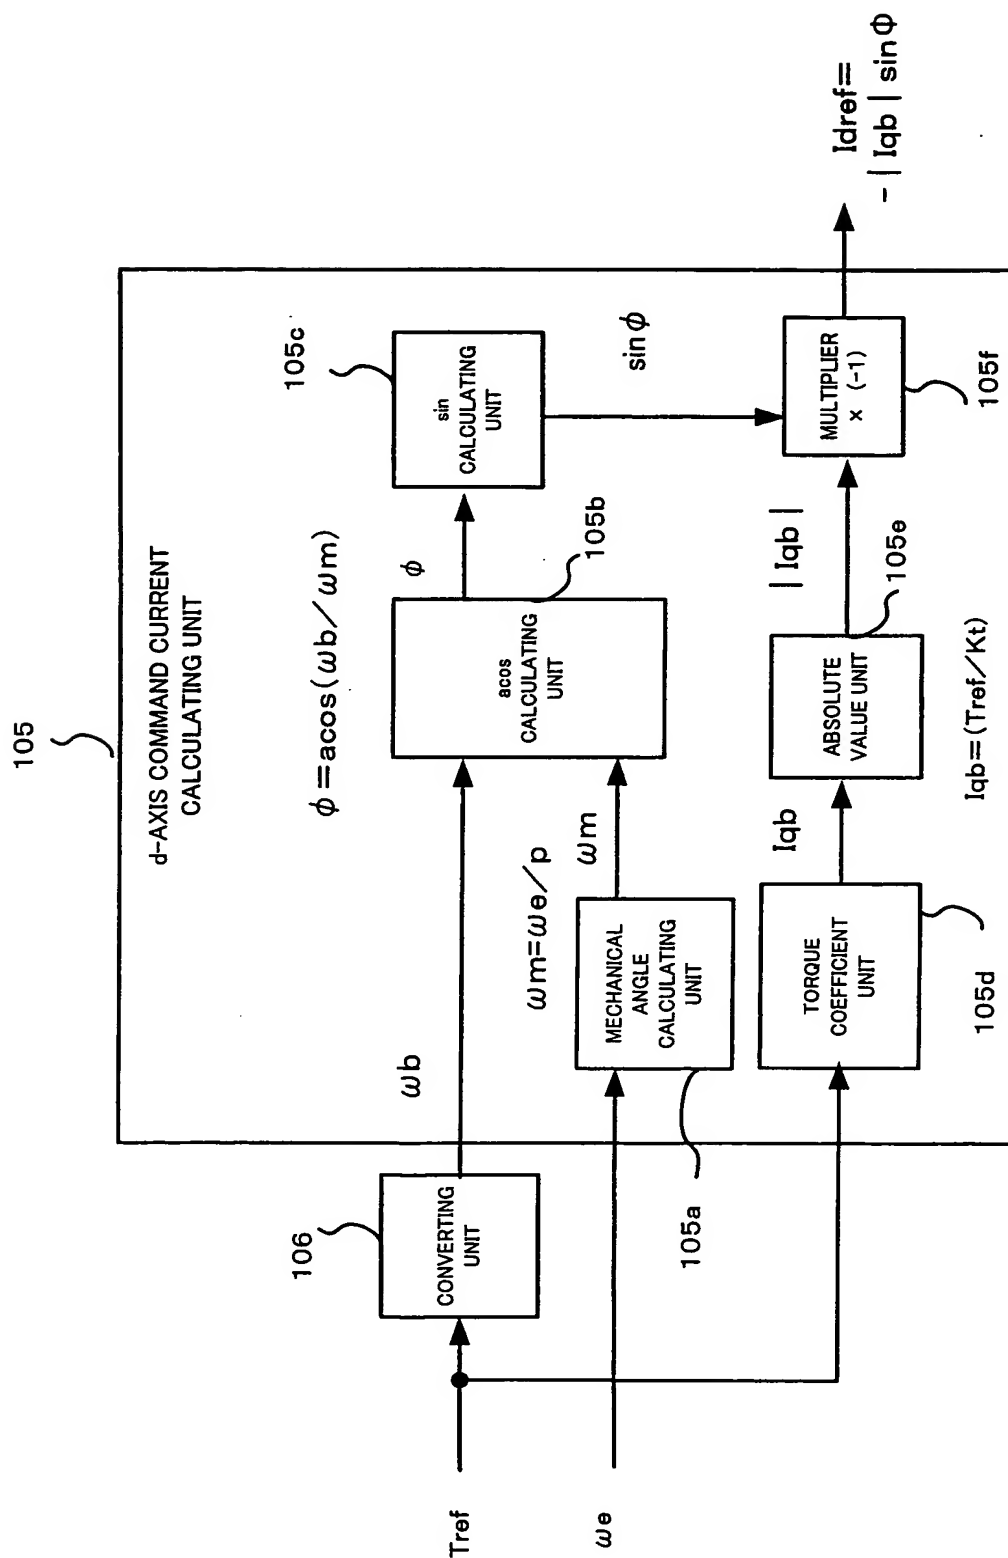 105
d-AXIS COMMAND CURRENT
CALCULATING UNIT
Tref
ωe
106
CONVERTING
UNIT
ωb
ϕ=acos(ωb/ωm)
ωm=ωe/p
ωm
MECHANICAL
ANGLE
CALCULATING
UNIT
105a
acos
CALCULATING
UNIT
105b
ϕ
sin
CALCULATING
UNIT
105c
sinϕ
TORQUE
COEFFICIENT
UNIT
105d
Iqb
Iqb=(Tref/Kt)
ABSOLUTE
VALUE UNIT
105e
|Iqb|
MULTIPLIER
× (-1)
105f
Idref=
-|Iqb|sinΦ